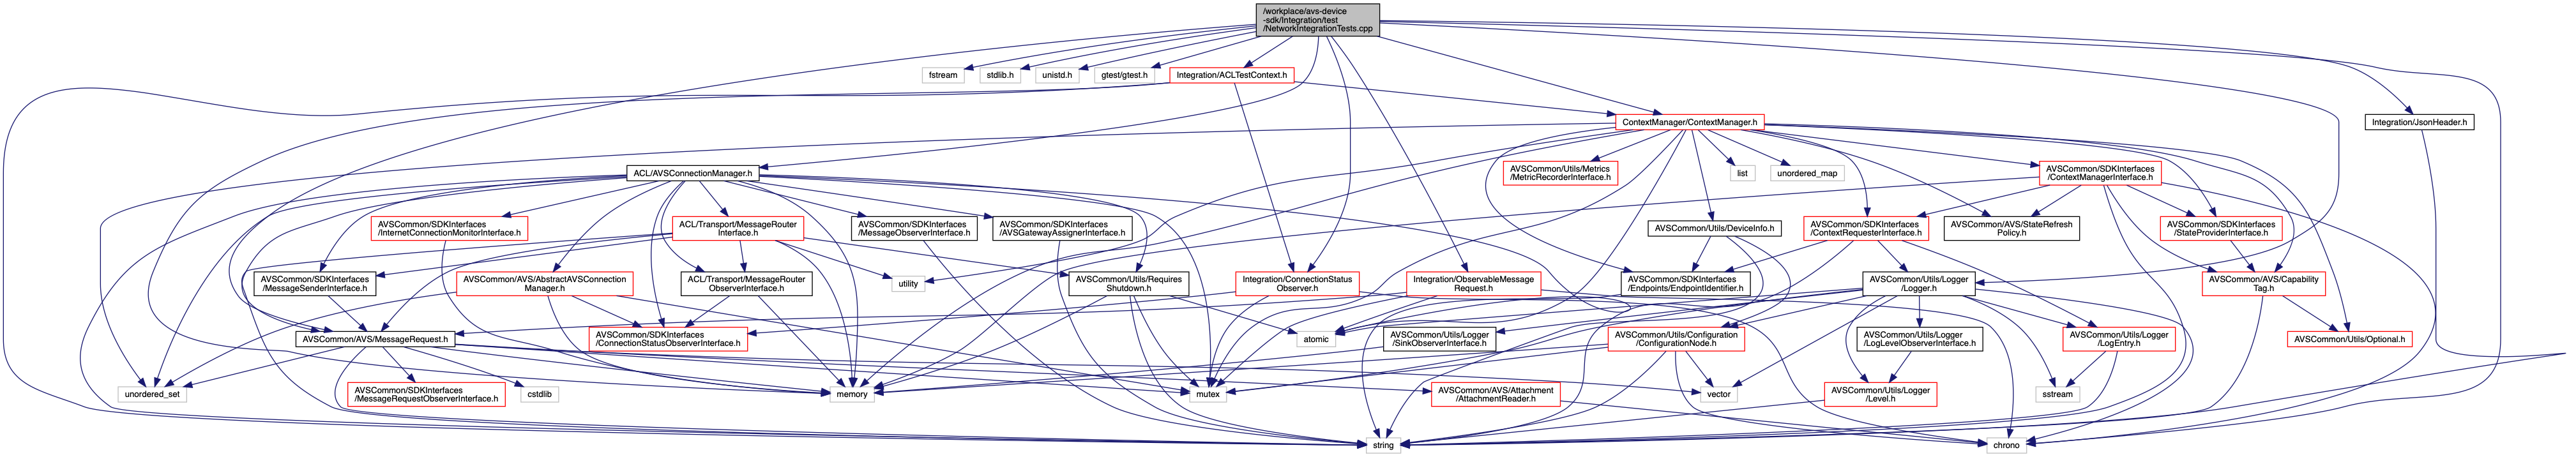 /workplace/avs-device
-sdk/Integration/test
/NetworkIntegrationTests.cpp
fstream
stdlib.h
unistd.h
gtest/gtest.h
Integration/ACLTestContext.h
ContextManager/ContextManager.h
Integration/JsonHeader.h
ACL/AVSConnectionManager.h
AVSCommon/Utils/Metrics
/MetricRecorderInterface.h
list
unordered_map
AVSCommon/SDKInterfaces
/ContextManagerInterface.h
AVSCommon/SDKInterfaces
/InternetConnectionMonitorInterface.h
ACL/Transport/MessageRouter
Interface.h
AVSCommon/SDKInterfaces
/MessageObserverInterface.h
AVSCommon/SDKInterfaces
/AVSGatewayAssignerInterface.h
AVSCommon/Utils/DeviceInfo.h
AVSCommon/SDKInterfaces
/ContextRequesterInterface.h
AVSCommon/AVS/StateRefresh
Policy.h
AVSCommon/SDKInterfaces
/StateProviderInterface.h
AVSCommon/SDKInterfaces
/MessageSenderInterface.h
AVSCommon/AVS/AbstractAVSConnection
Manager.h
ACL/Transport/MessageRouter
ObserverInterface.h
utility
AVSCommon/Utils/Requires
Shutdown.h
Integration/ConnectionStatus
Observer.h
Integration/ObservableMessage
Request.h
AVSCommon/SDKInterfaces
/Endpoints/EndpointIdentifier.h
AVSCommon/Utils/Logger
/Logger.h
AVSCommon/AVS/Capability
Tag.h
AVSCommon/AVS/MessageRequest.h
AVSCommon/SDKInterfaces
/ConnectionStatusObserverInterface.h
atomic
AVSCommon/Utils/Logger
/SinkObserverInterface.h
AVSCommon/Utils/Configuration
/ConfigurationNode.h
AVSCommon/Utils/Logger
/LogLevelObserverInterface.h
AVSCommon/Utils/Logger
/LogEntry.h
AVSCommon/Utils/Optional.h
unordered_set
AVSCommon/SDKInterfaces
/MessageRequestObserverInterface.h
cstdlib
memory
mutex
AVSCommon/AVS/Attachment
/AttachmentReader.h
vector
AVSCommon/Utils/Logger
/Level.h
sstream
string
chrono